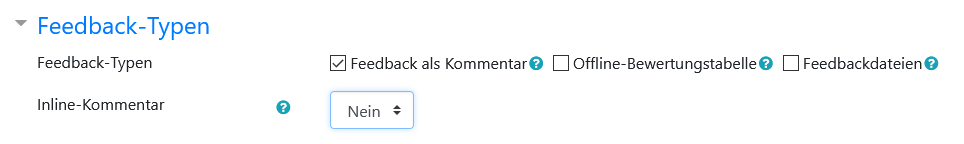 Feedback-Typen
Feedback-Typen Feedback als Kommentar Offline-Bewertungstabelle Feedbackdateien
Inline-Kommentar Nein